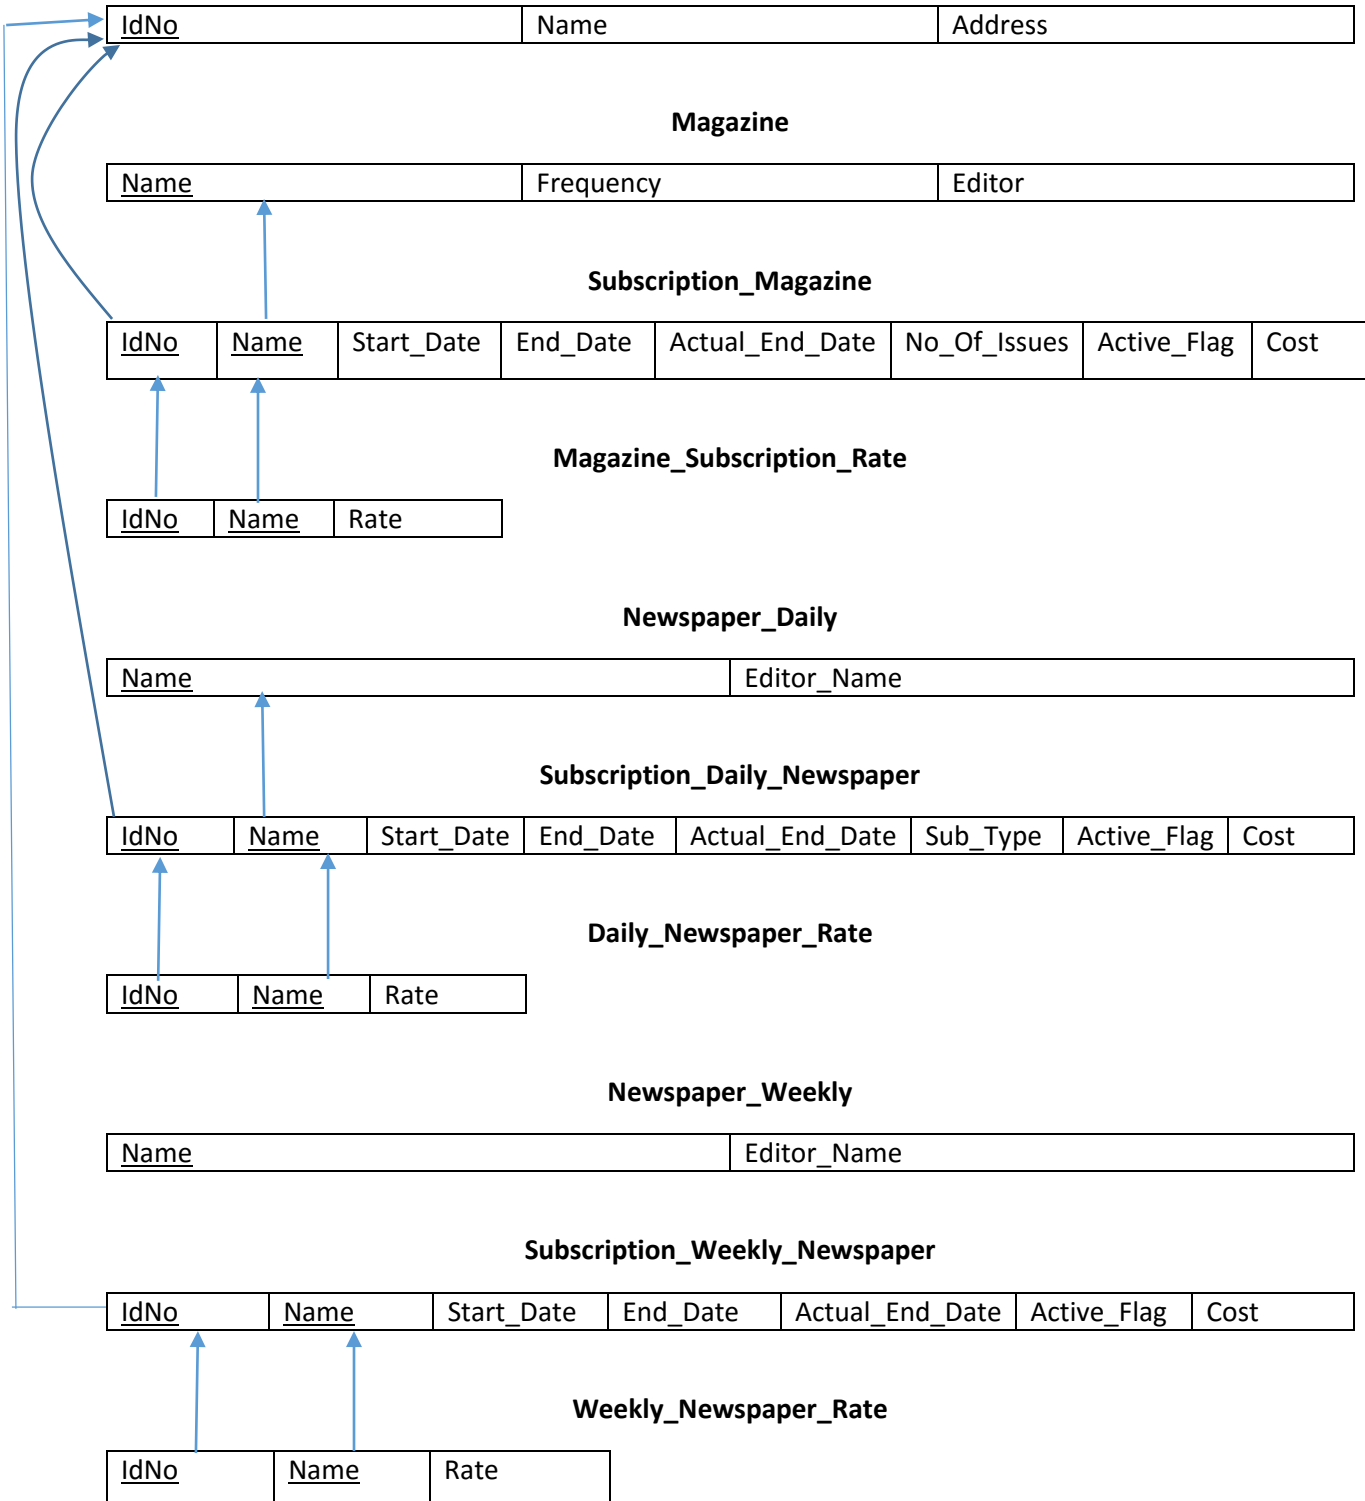 IdNo Name Address
Magazine
Name Frequency Editor
Subscription_Magazine
IdNo Name Start_Date End_Date Actual_End_Date No_Of_Issues Active_Flag Cost
Magazine_Subscription_Rate
IdNo Name Rate
Newspaper_Daily
Name Editor_Name
Subscription_Daily_Newspaper
IdNo Name Start_Date End_Date Actual_End_Date Sub_Type Active_Flag Cost
Daily_Newspaper_Rate
IdNo Name Rate
Newspaper_Weekly
Name Editor_Name
Subscription_Weekly_Newspaper
IdNo Name Start_Date End_Date Actual_End_Date Active_Flag Cost
Weekly_Newspaper_Rate
IdNo Name Rate